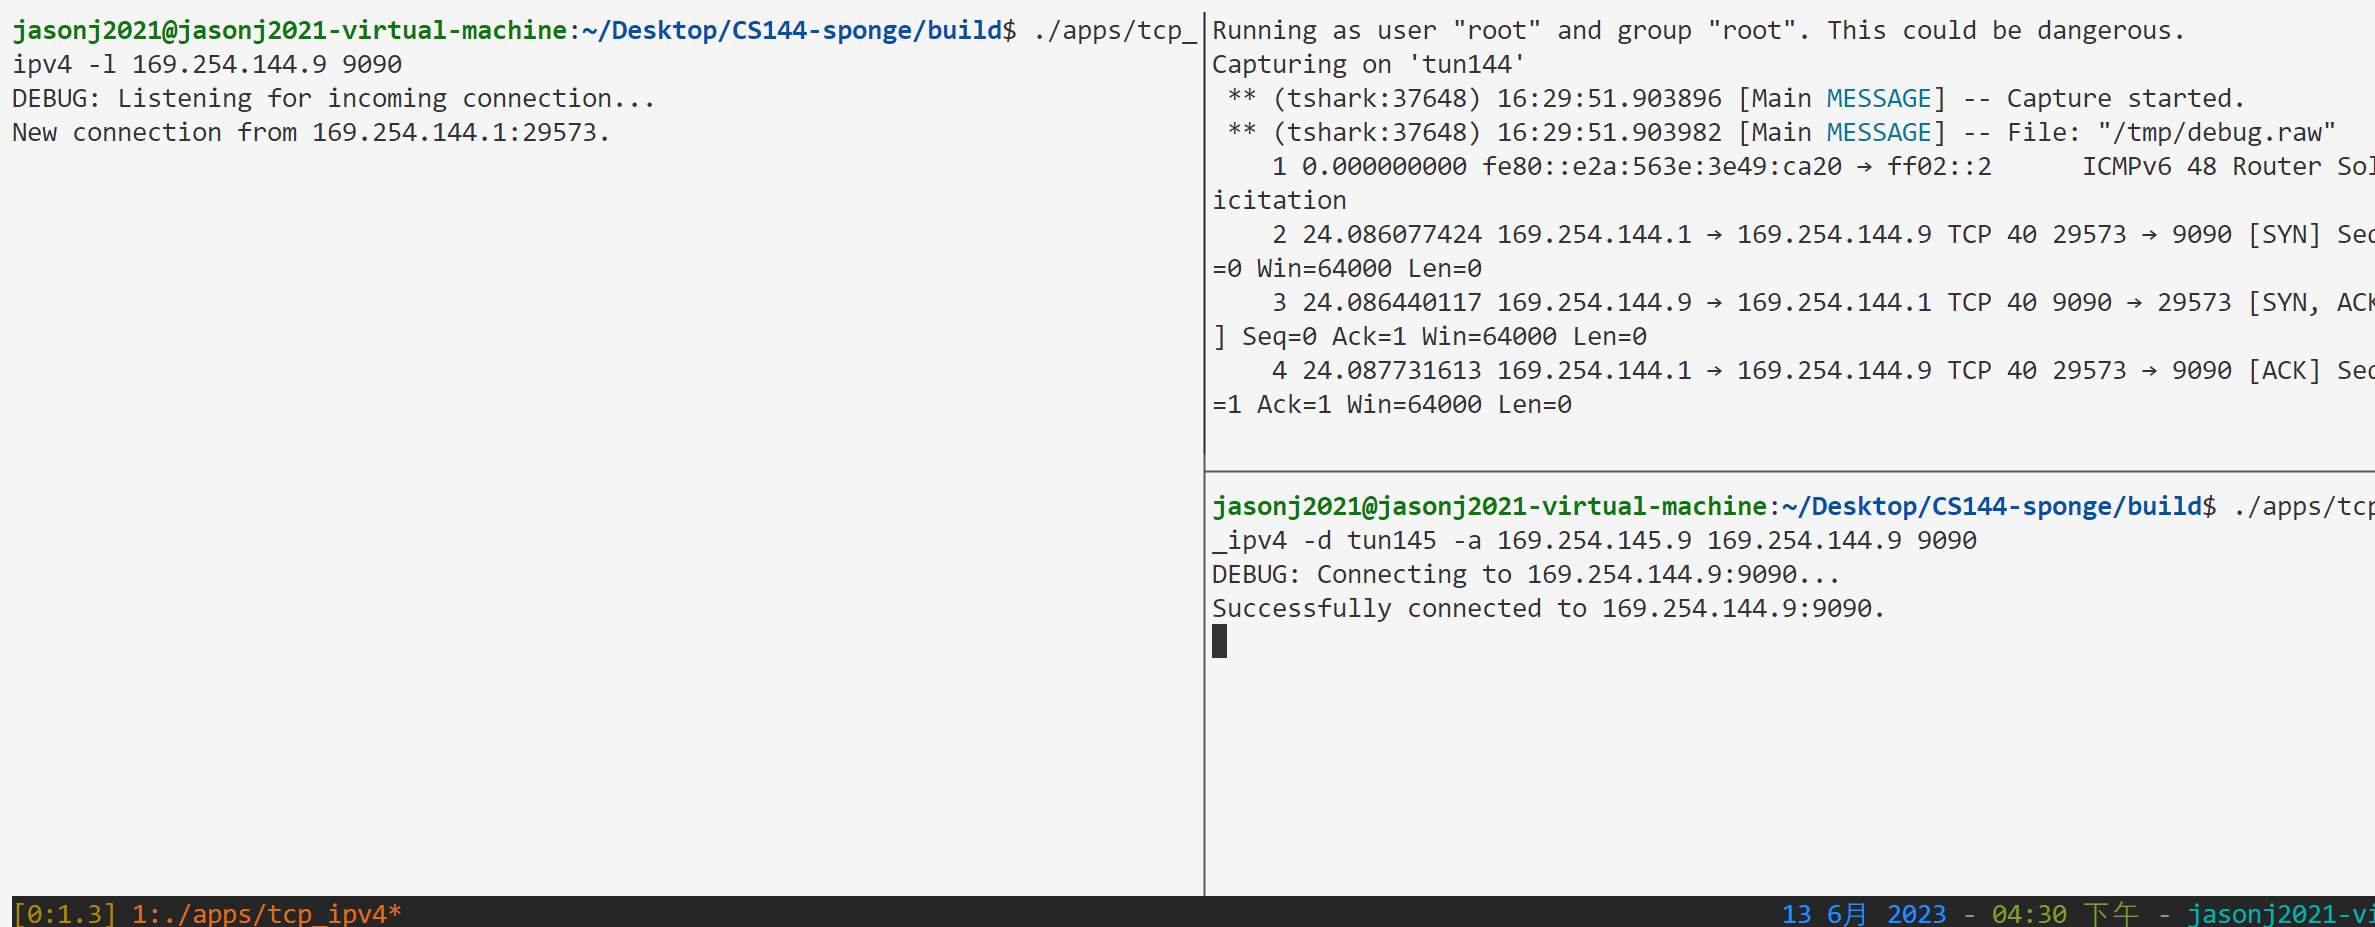 jasonj2021@jasonj2021-virtual-machine:~/Desktop/CS144-sponge/build$ ./apps/tcp_
ipv4 -l 169.254.144.9 9090
DEBUG: Listening for incoming connection...
New connection from 169.254.144.1:29573.
Running as user "root" and group "root". This could be dangerous.
Capturing on 'tun144'
 ** (tshark:37648) 16:29:51.903896 [Main MESSAGE] -- Capture started.
 ** (tshark:37648) 16:29:51.903982 [Main MESSAGE] -- File: "/tmp/debug.raw"
    1 0.000000000 fe80::e2a:563e:3e49:ca20 → ff02::2      ICMPv6 48 Router Sol
icitation
    2 24.086077424 169.254.144.1 → 169.254.144.9 TCP 40 29573 → 9090 [SYN] Seq
=0 Win=64000 Len=0
    3 24.086440117 169.254.144.9 → 169.254.144.1 TCP 40 9090 → 29573 [SYN, ACK
] Seq=0 Ack=1 Win=64000 Len=0
    4 24.087731613 169.254.144.1 → 169.254.144.9 TCP 40 29573 → 9090 [ACK] Seq
=1 Ack=1 Win=64000 Len=0
jasonj2021@jasonj2021-virtual-machine:~/Desktop/CS144-sponge/build$ ./apps/tcp
_ipv4 -d tun145 -a 169.254.145.9 169.254.144.9 9090
DEBUG: Connecting to 169.254.144.9:9090...
Successfully connected to 169.254.144.9:9090.
[0:1.3] 1:./apps/tcp_ipv4* 13 6月 2023 - 04:30 下午 - jasonj2021-vi